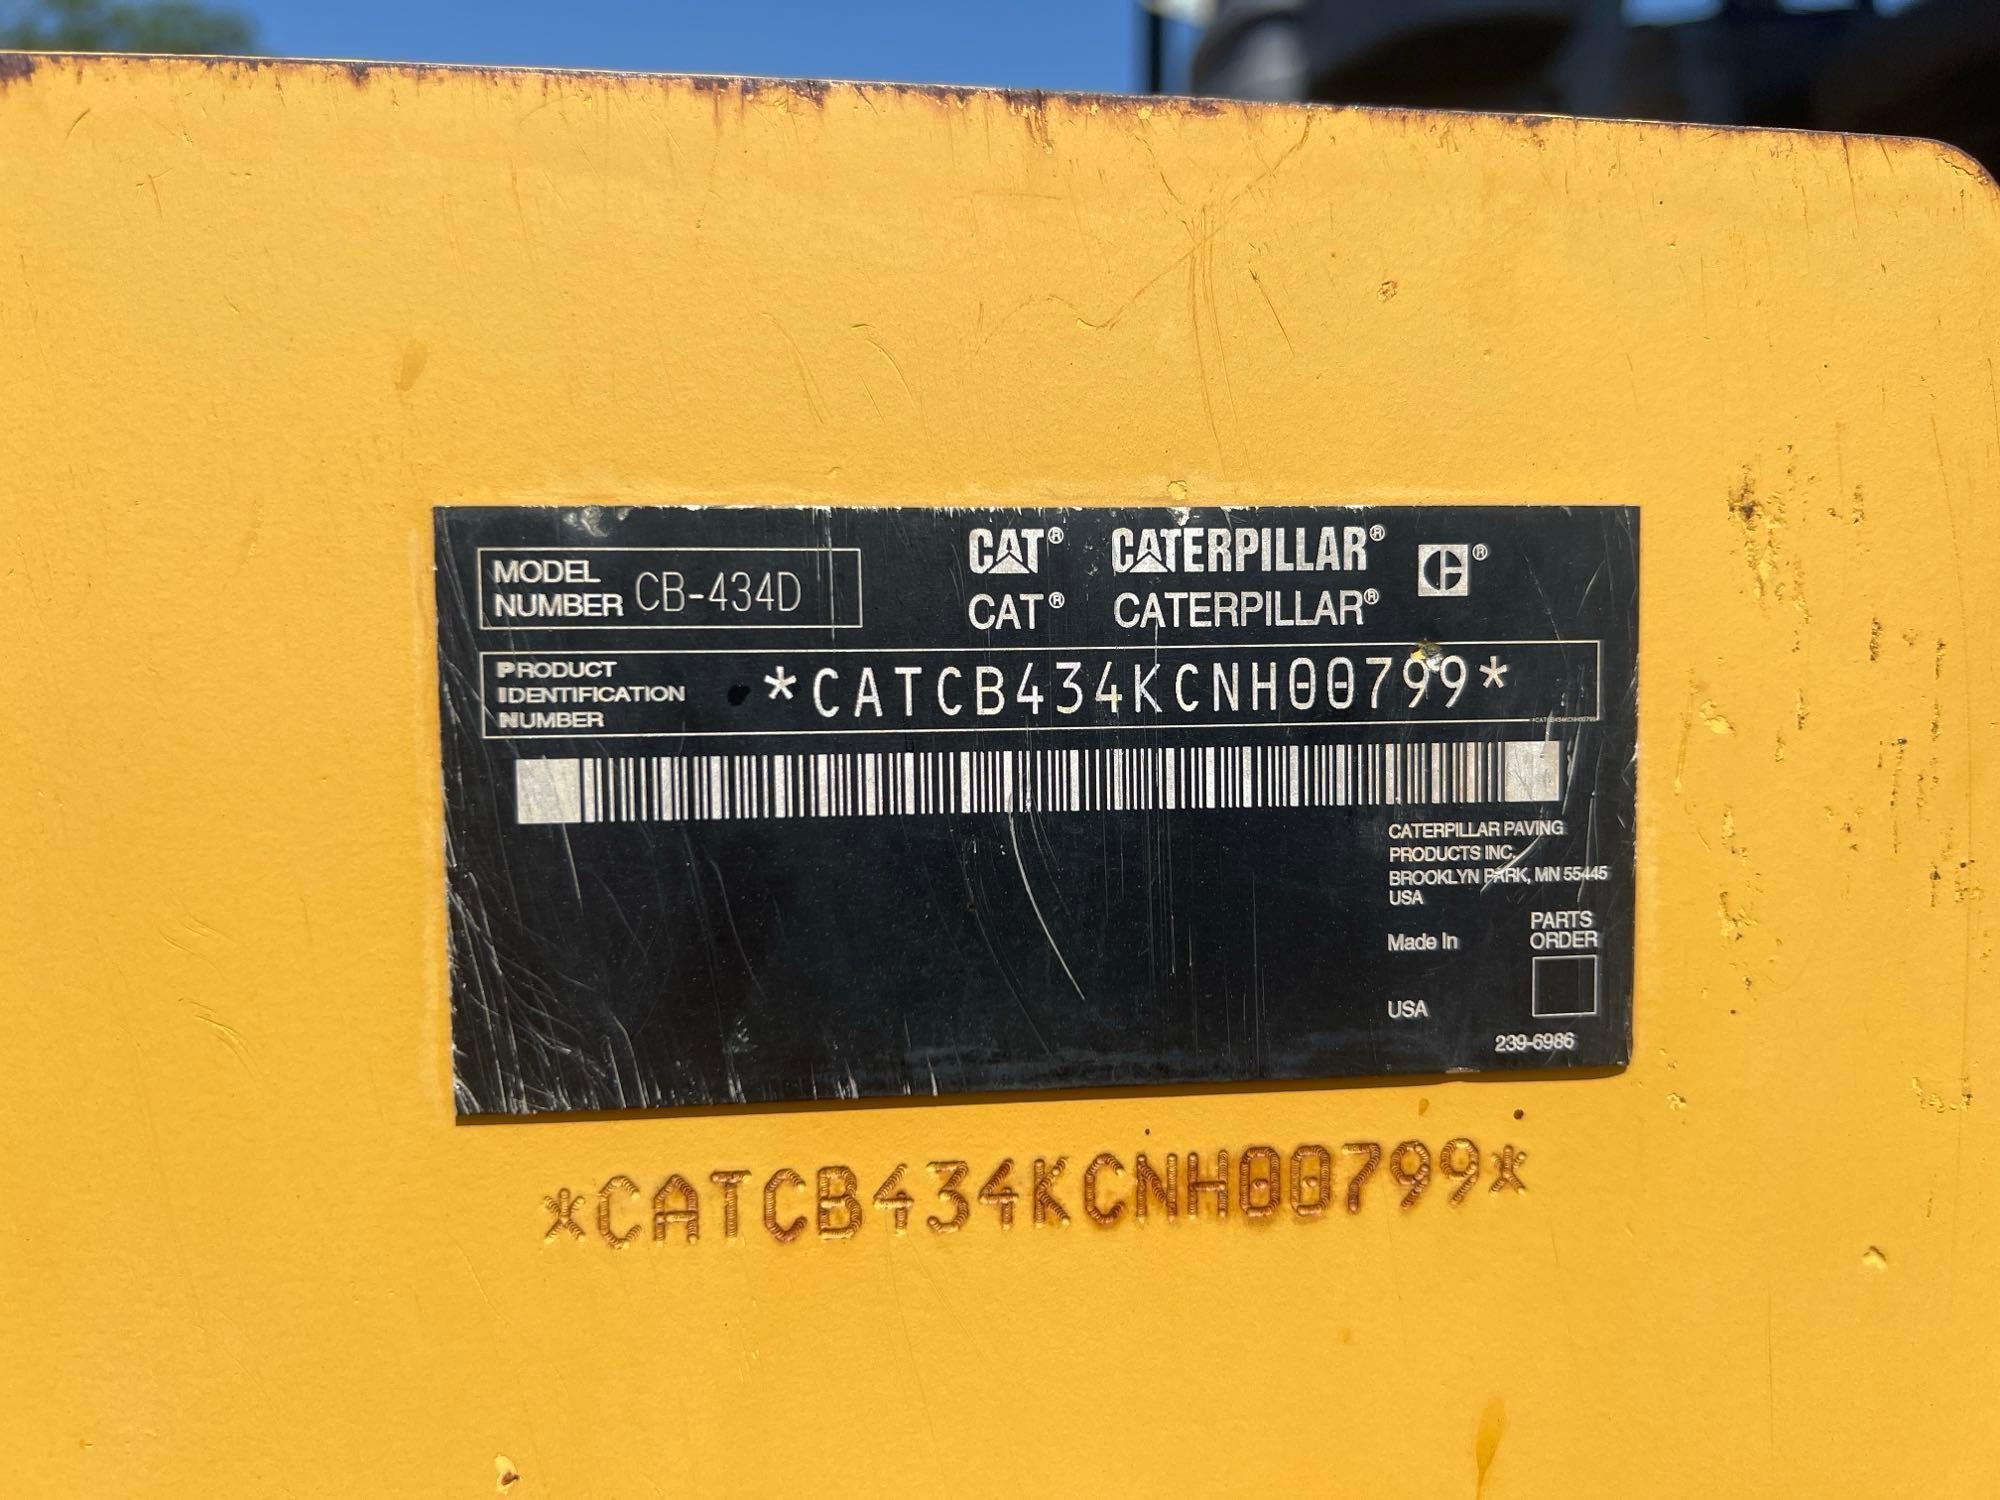 MODEL
NUMBER CB-434D
CAT® CATERPILLAR®
CAT® CATERPILLAR®
PRODUCT
IDENTIFICATION
NUMBER
*CATCB434KCNH00799*
*CATCB434KCNH00799
CATERPILLAR PAVING
PRODUCTS INC.
BROOKLYN PARK, MN 55445
USA
Made In
USA
PARTS
ORDER
239-6986
*CATCB434KCNH00799*